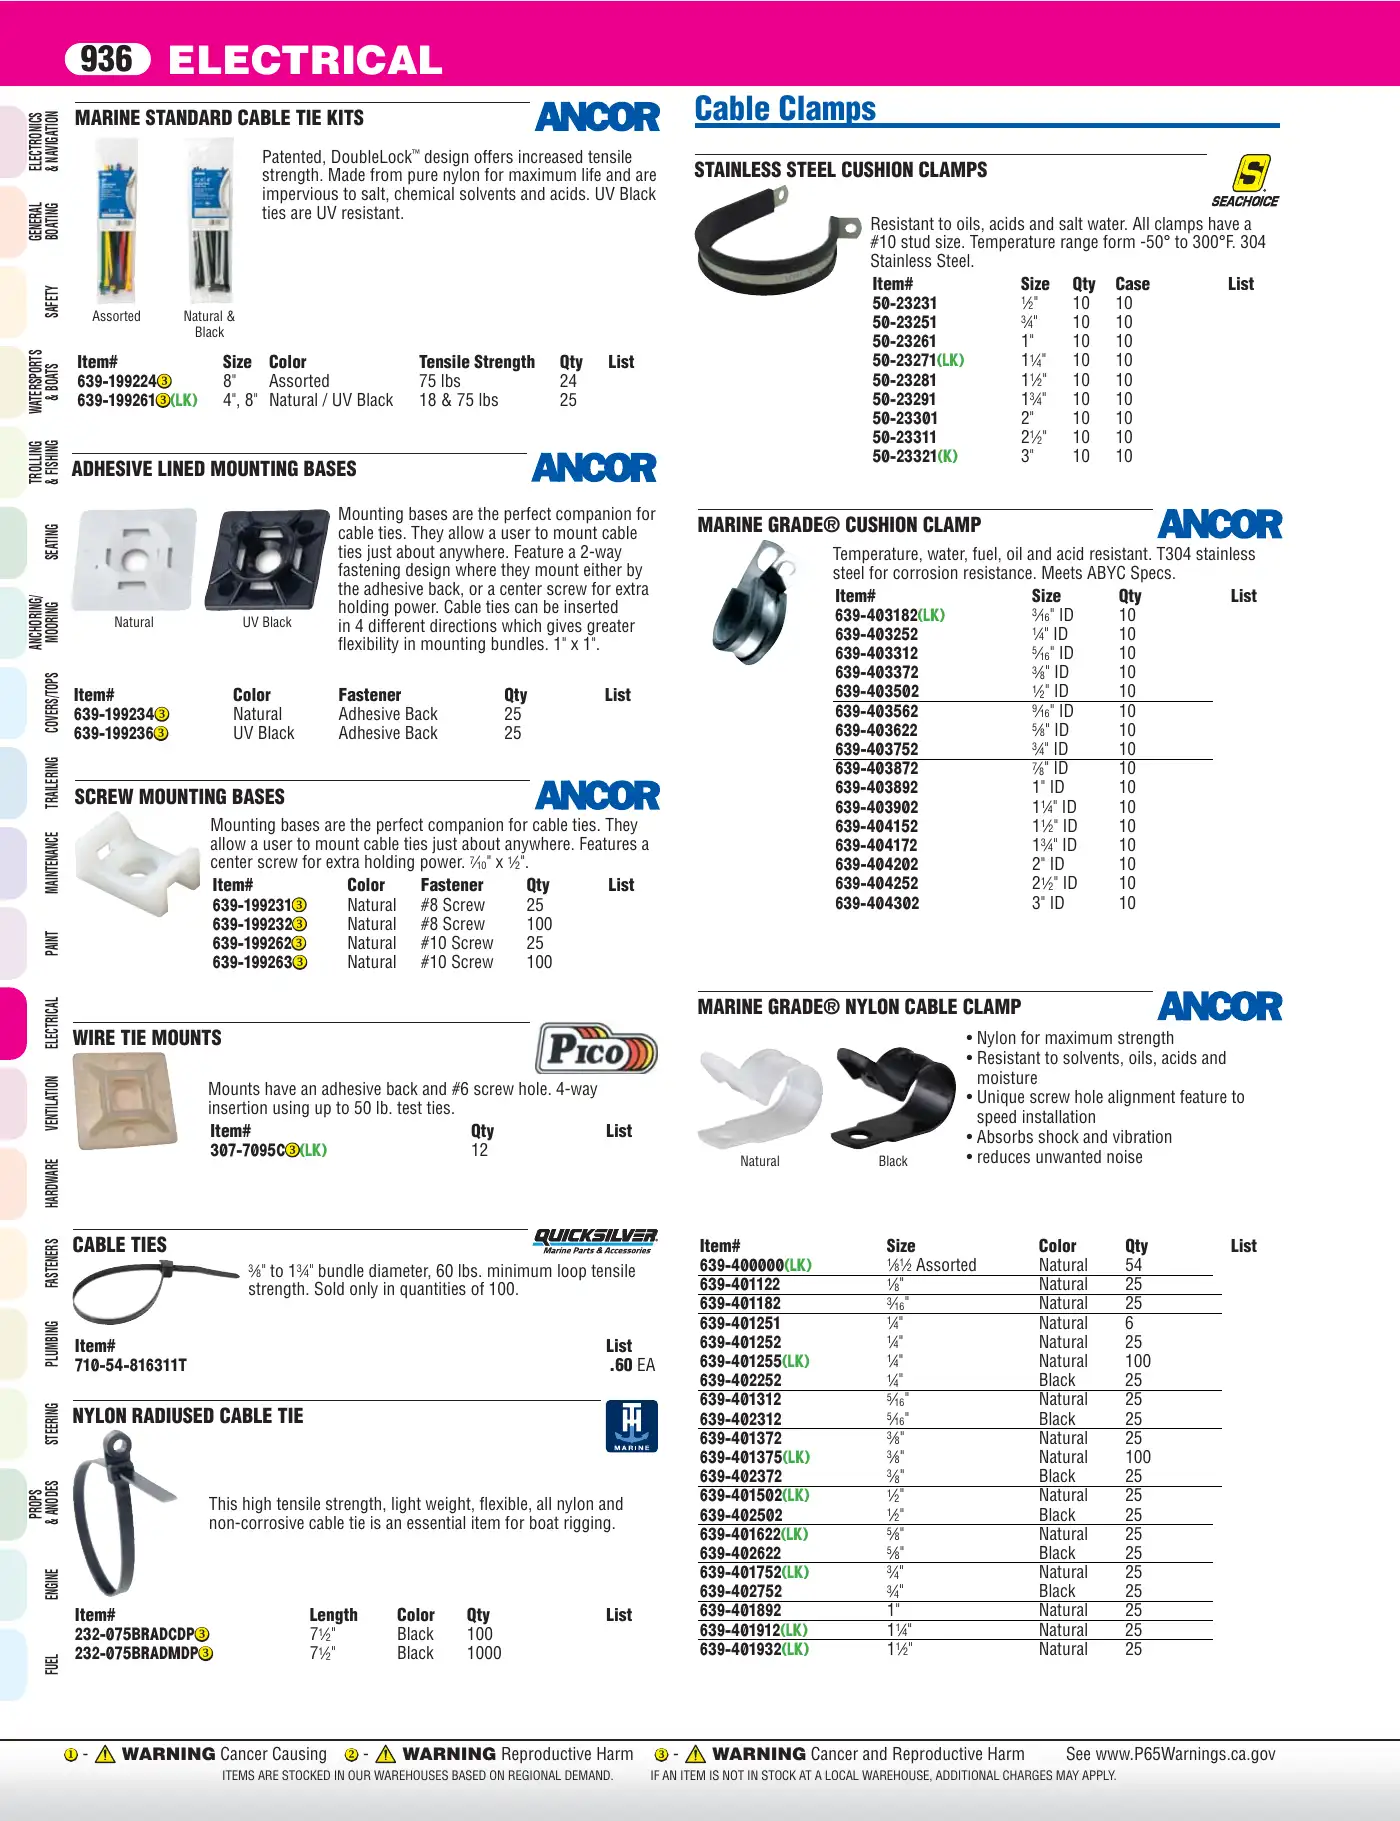 936 ELECTRICAL
ELECTRONICS
& NAVIGATION
GENERAL
BOATING
SAFETY
WATERSPORTS
& BOATS
TROLLING
& FISHING
SEATING
ANCHORING/
MOORING
COVERS/TOPS
TRAILERING
MAINTENANCE
PAINT
ELECTRICAL
VENTILATION
HARDWARE
FASTENERS
PLUMBING
STEERING
PROPS
& ANODES
ENGINE
FUEL
MARINE STANDARD CABLE TIE KITS
ANCOR
Patented, DoubleLock™ design offers increased tensile
strength. Made from pure nylon for maximum life and are
impervious to salt, chemical solvents and acids. UV Black
ties are UV resistant.
Assorted
Natural &
Black
Item# Size Color Tensile Strength Qty List
639-199224③ 8" Assorted 75 lbs 24
639-199261③(LK) 4", 8" Natural / UV Black 18 & 75 lbs 25
ADHESIVE LINED MOUNTING BASES
ANCOR
Mounting bases are the perfect companion for
cable ties. They allow a user to mount cable
ties just about anywhere. Feature a 2-way
fastening design where they mount either by
the adhesive back, or a center screw for extra
holding power. Cable ties can be inserted
in 4 different directions which gives greater
flexibility in mounting bundles. 1" x 1".
Natural
UV Black
Item# Color Fastener Qty List
639-199234③ Natural Adhesive Back 25
639-199236③ UV Black Adhesive Back 25
SCREW MOUNTING BASES
ANCOR
Mounting bases are the perfect companion for cable ties. They
allow a user to mount cable ties just about anywhere. Features a
center screw for extra holding power. 7⁄10" x ½".
Item# Color Fastener Qty List
639-199231③ Natural #8 Screw 25
639-199232③ Natural #8 Screw 100
639-199262③ Natural #10 Screw 25
639-199263③ Natural #10 Screw 100
WIRE TIE MOUNTS
PICO
Mounts have an adhesive back and #6 screw hole. 4-way
insertion using up to 50 lb. test ties.
Item# Qty List
307-7095C③(LK) 12
CABLE TIES
QUICKSILVER
Marine Parts & Accessories
⅜" to 1¾" bundle diameter, 60 lbs. minimum loop tensile
strength. Sold only in quantities of 100.
Item# List
710-54-816311T .60 EA
NYLON RADIUSED CABLE TIE
TH
MARINE
This high tensile strength, light weight, flexible, all nylon and
non-corrosive cable tie is an essential item for boat rigging.
Item# Length Color Qty List
232-075BRADCDP③ 7½" Black 100
232-075BRADMDP③ 7½" Black 1000
Cable Clamps
STAINLESS STEEL CUSHION CLAMPS
S
SEACHOICE
Resistant to oils, acids and salt water. All clamps have a
#10 stud size. Temperature range form -50° to 300°F. 304
Stainless Steel.
Item# Size Qty Case List
50-23231 ½" 10 10
50-23251 ¾" 10 10
50-23261 1" 10 10
50-23271(LK) 1¼" 10 10
50-23281 1½" 10 10
50-23291 1¾" 10 10
50-23301 2" 10 10
50-23311 2½" 10 10
50-23321(K) 3" 10 10
MARINE GRADE® CUSHION CLAMP
ANCOR
Temperature, water, fuel, oil and acid resistant. T304 stainless
steel for corrosion resistance. Meets ABYC Specs.
Item# Size Qty List
639-403182(LK) 3⁄16" ID 10
639-403252 ¼" ID 10
639-403312 5⁄16" ID 10
639-403372 ⅜" ID 10
639-403502 ½" ID 10
639-403562 9⁄16" ID 10
639-403622 ⅝" ID 10
639-403752 ¾" ID 10
639-403872 ⅞" ID 10
639-403892 1" ID 10
639-403902 1¼" ID 10
639-404152 1½" ID 10
639-404172 1¾" ID 10
639-404202 2" ID 10
639-404252 2½" ID 10
639-404302 3" ID 10
MARINE GRADE® NYLON CABLE CLAMP
ANCOR
• Nylon for maximum strength
• Resistant to solvents, oils, acids and
moisture
• Unique screw hole alignment feature to
speed installation
• Absorbs shock and vibration
• reduces unwanted noise
Natural
Black
Item# Size Color Qty List
639-400000(LK) ⅛½ Assorted Natural 54
639-401122 ⅛" Natural 25
639-401182 3⁄16" Natural 25
639-401251 ¼" Natural 6
639-401252 ¼" Natural 25
639-401255(LK) ¼" Natural 100
639-402252 ¼" Black 25
639-401312 5⁄16" Natural 25
639-402312 5⁄16" Black 25
639-401372 ⅜" Natural 25
639-401375(LK) ⅜" Natural 100
639-402372 ⅜" Black 25
639-401502(LK) ½" Natural 25
639-402502 ½" Black 25
639-401622(LK) ⅝" Natural 25
639-402622 ⅝" Black 25
639-401752(LK) ¾" Natural 25
639-402752 ¾" Black 25
639-401892 1" Natural 25
639-401912(LK) 1¼" Natural 25
639-401932(LK) 1½" Natural 25
① - ⚠ WARNING Cancer Causing ② - ⚠ WARNING Reproductive Harm ③ - ⚠ WARNING Cancer and Reproductive Harm See www.P65Warnings.ca.gov
ITEMS ARE STOCKED IN OUR WAREHOUSES BASED ON REGIONAL DEMAND. IF AN ITEM IS NOT IN STOCK AT A LOCAL WAREHOUSE, ADDITIONAL CHARGES MAY APPLY.